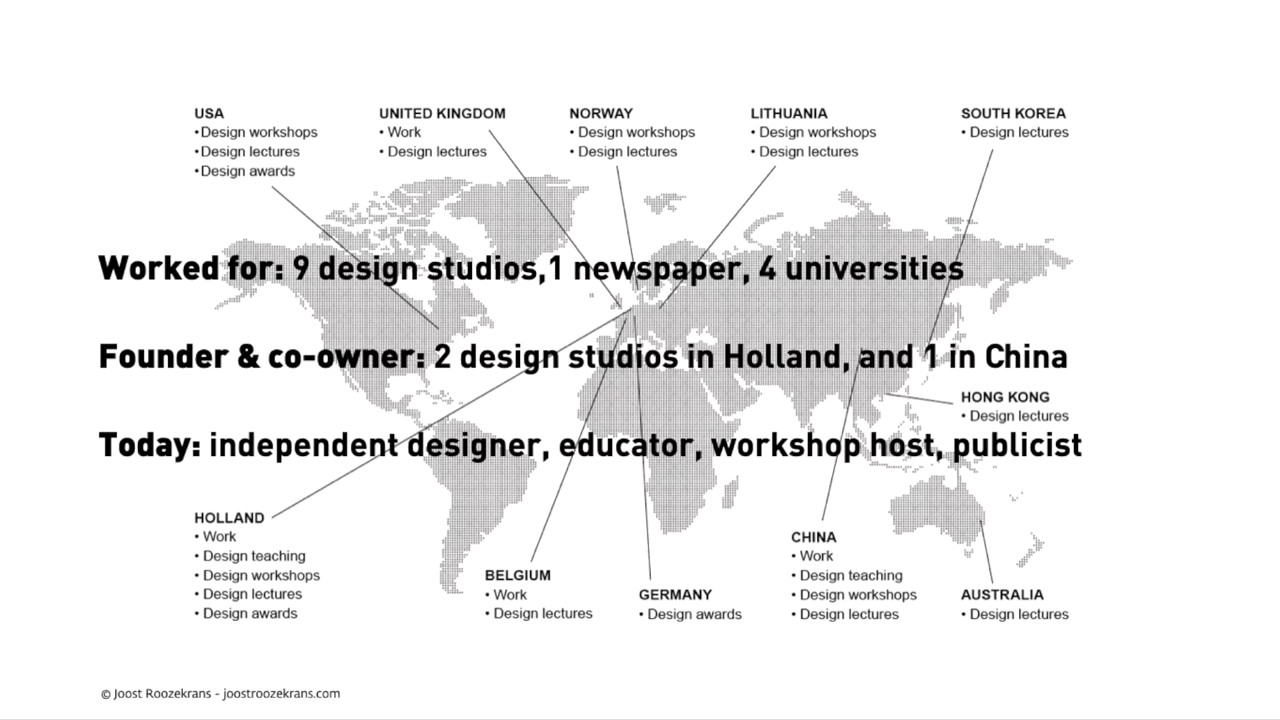 USA
•Design workshops
•Design lectures
•Design awards
UNITED KINGDOM
• Work
• Design lectures
NORWAY
• Design workshops
• Design lectures
LITHUANIA
• Design workshops
• Design lectures
SOUTH KOREA
• Design lectures
Worked for: 9 design studios,1 newspaper, 4 universities
Founder & co-owner: 2 design studios in Holland, and 1 in China
HONG KONG
• Design lectures
Today: independent designer, educator, workshop host, publicist
HOLLAND
• Work
• Design teaching
• Design workshops
• Design lectures
• Design awards
BELGIUM
• Work
• Design lectures
GERMANY
• Design awards
CHINA
• Work
• Design teaching
• Design workshops
• Design lectures
AUSTRALIA
• Design lectures
© Joost Roozekrans - joostroozekrans.com